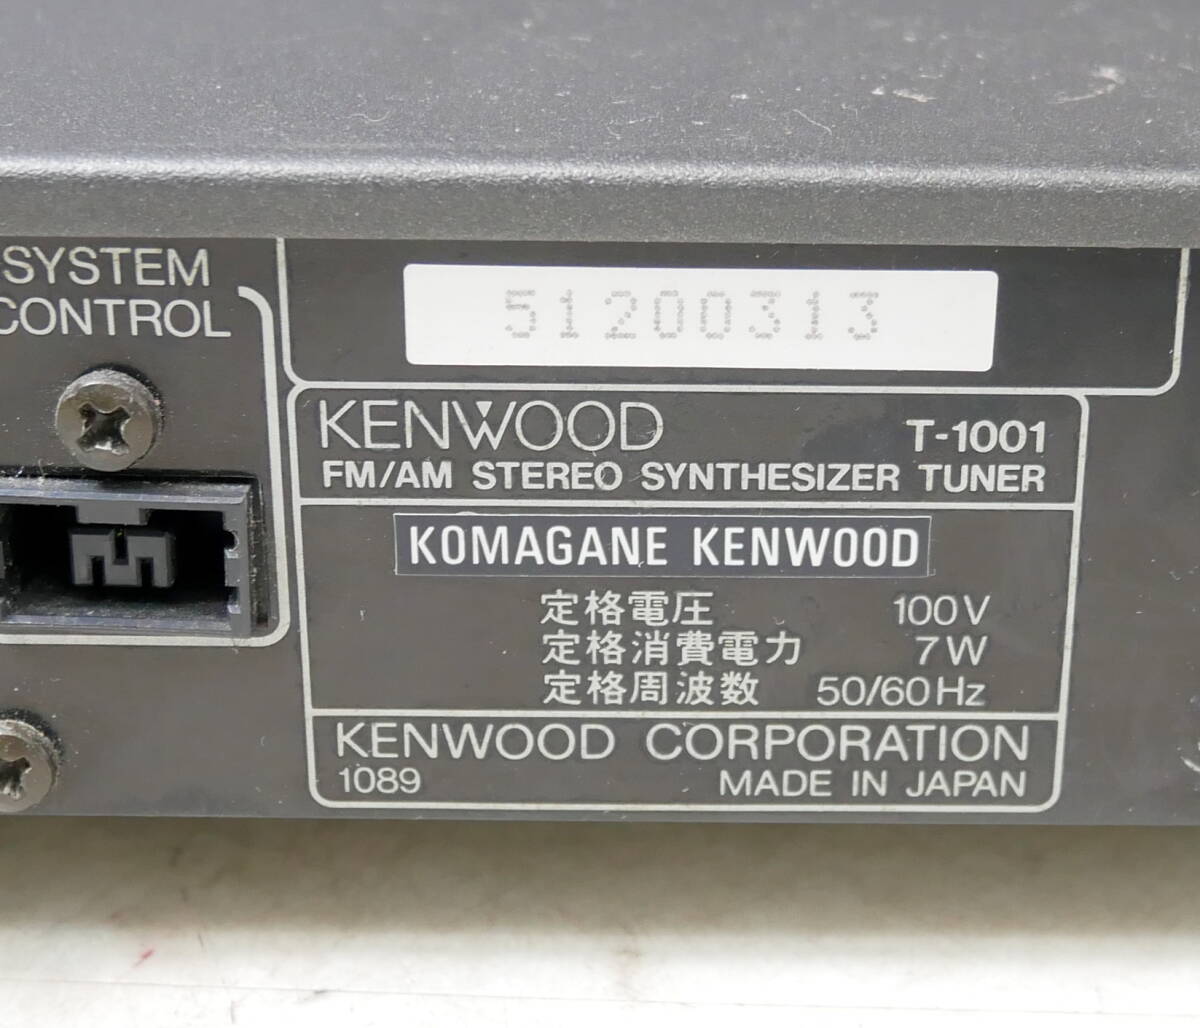 SYSTEM
CONTROL
51200313
KENWOOD T-1001
FM/AM STEREO SYNTHESIZER TUNER
KOMAGANE KENWOOD
定格電圧 100V
定格消費電力 7W
定格周波数 50/60Hz
KENWOOD CORPORATION
1089 MADE IN JAPAN